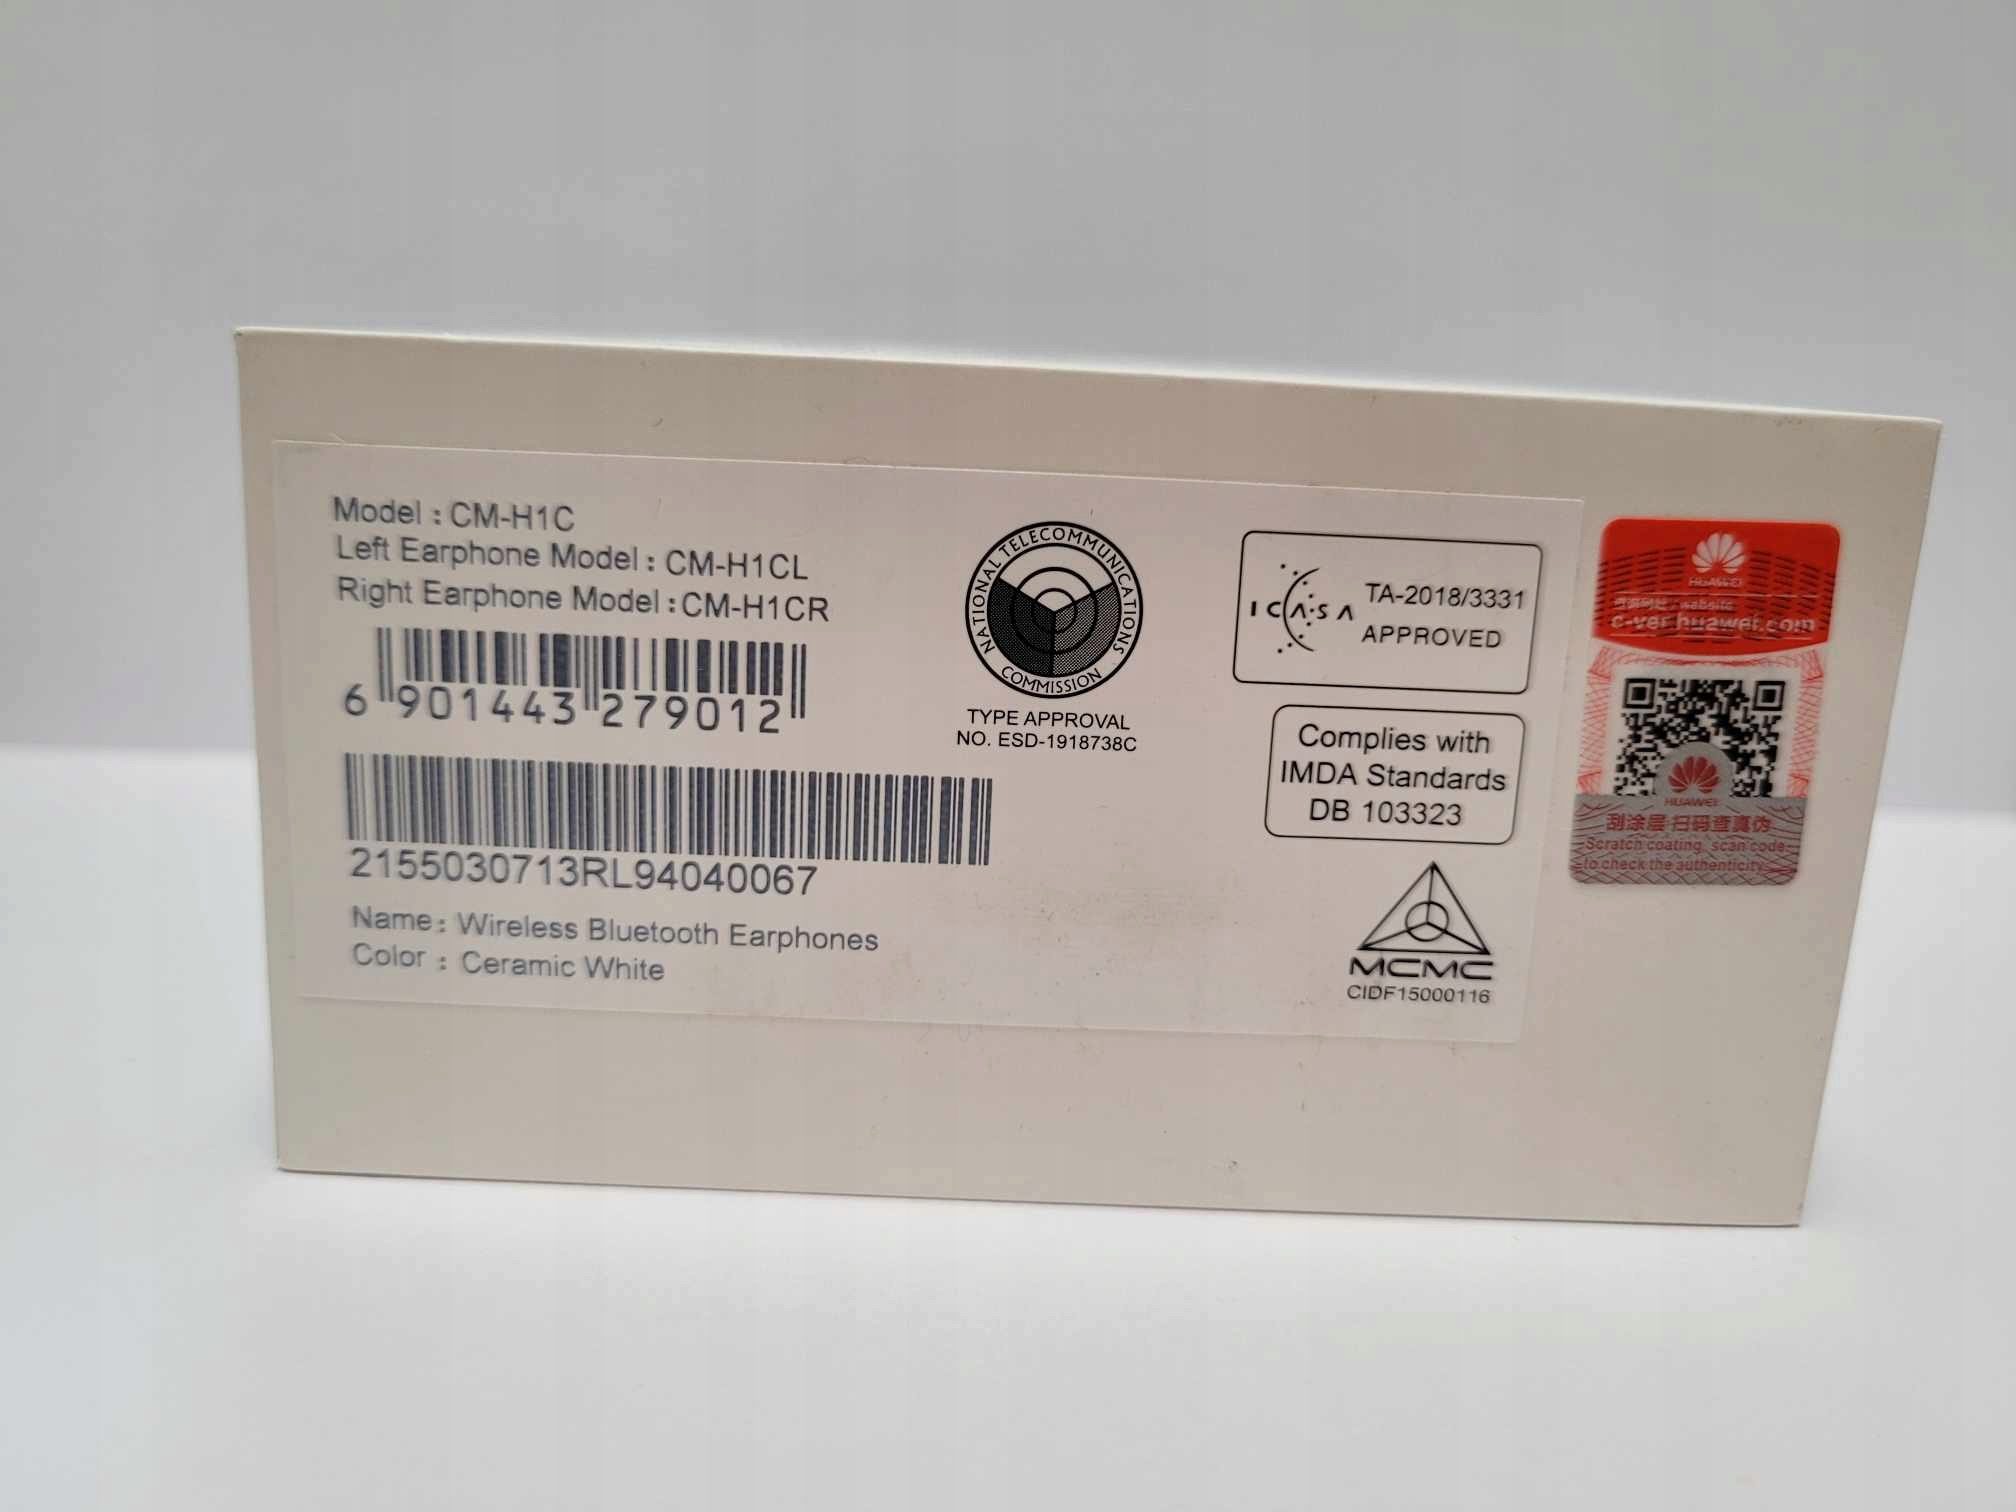 Model : CM-H1C
Left Earphone Model : CM-H1CL
Right Earphone Model : CM-H1CR
6 901443 279012
2155030713RL94040067
Name : Wireless Bluetooth Earphones
Color : Ceramic White
NATIONAL TELECOMMUNICATIONS
COMMISSION
TYPE APPROVAL
NO. ESD-1918738C
ICASA
TA-2018/3331
APPROVED
Complies with
IMDA Standards
DB 103323
MCMC
CIDF15000116
HUAWEI
website
c-ver.huawei.com
HUAWEI
刮涂层 扫码查真伪
Scratch coating, scan code
to check the authenticity